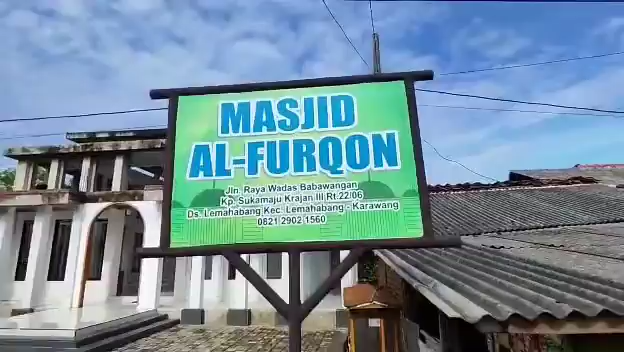 MASJID
AL-FURQON
Jln. Raya Wadas Babawangan
Kp. Sukamaju Krajan III Rt.22/06
Ds. Lemahabang Kec. Lemahabang - Karawang
0821 2902 1560